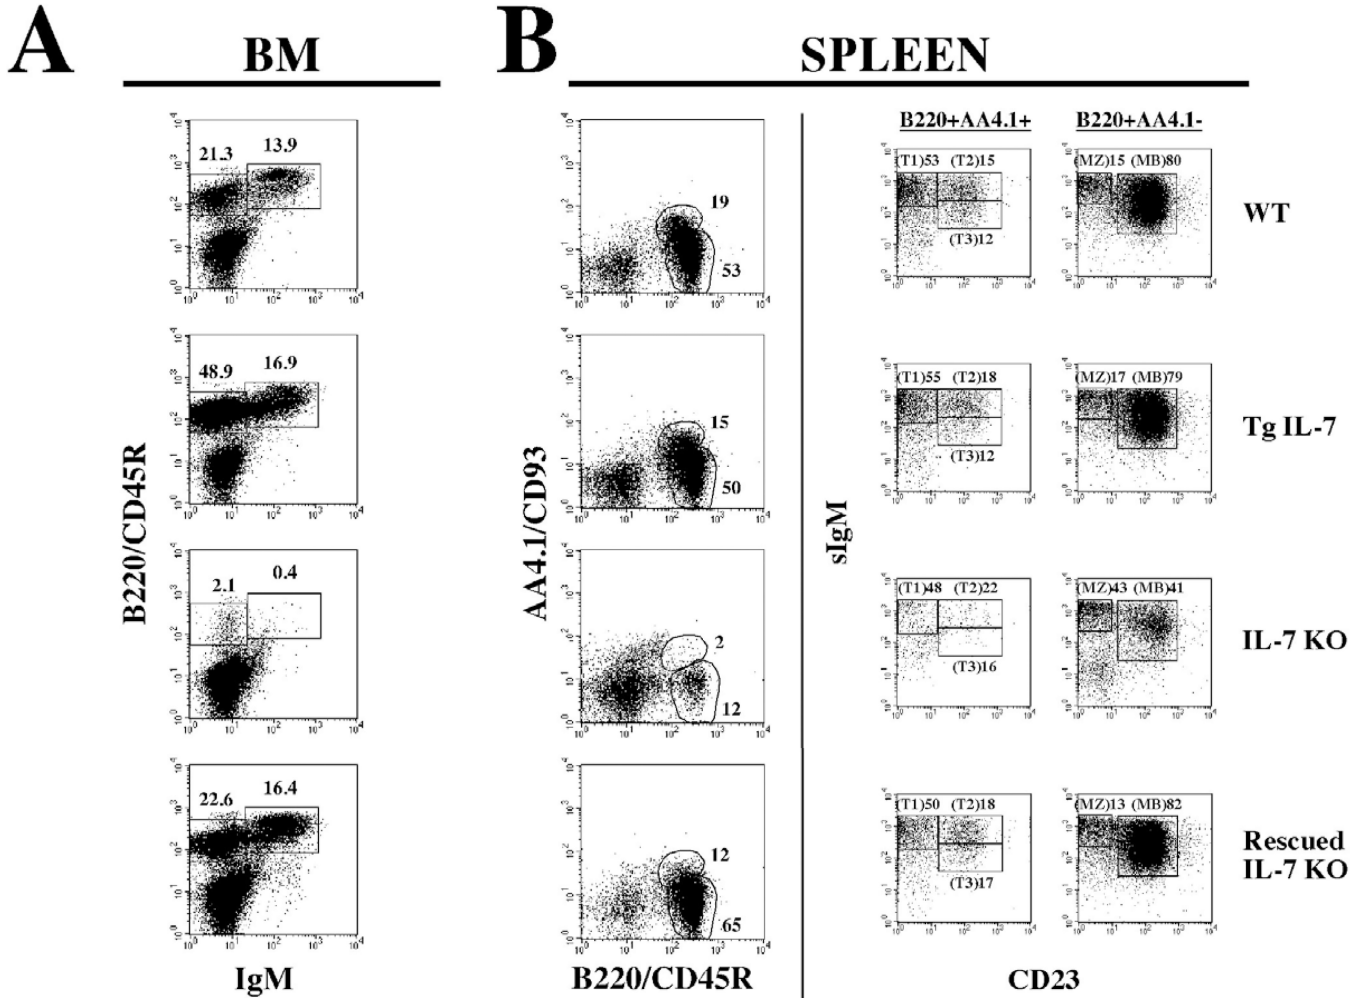 A
BM
B
SPLEEN
B220+AA4.1+
B220+AA4.1-
21.3
13.9
19
53
(T1)53 (T2)15
(T3)12
(MZ)15 (MB)80
WT
48.9
16.9
15
50
(T1)55 (T2)18
(T3)12
(MZ)17 (MB)79
Tg IL-7
2.1
0.4
2
12
(T1)48 (T2)22
(T3)16
(MZ)43 (MB)41
IL-7 KO
22.6
16.4
12
65
(T1)50 (T2)18
(T3)17
(MZ)13 (MB)82
Rescued
IL-7 KO
B220/CD45R
AA4.1/CD93
sIgM
IgM
B220/CD45R
CD23